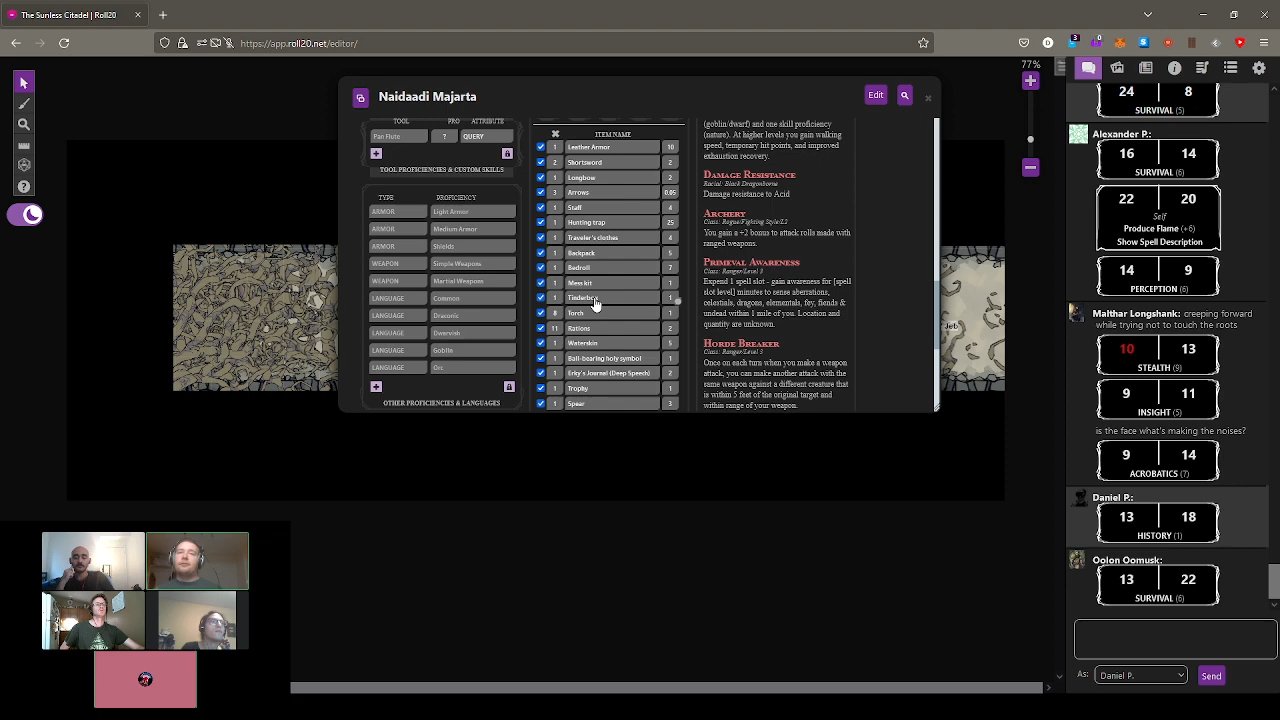 The Sunless Citadel | Roll20
https://app.roll20.net/editor/
77%
Naidaadi Majarta
Edit
TOOL PRO ATTRIBUTE
Pan Flute ? QUERY
TOOL PROFICIENCIES & CUSTOM SKILLS
TYPE PROFICIENCY
ARMOR Light Armor
ARMOR Medium Armor
ARMOR Shields
WEAPON Simple Weapons
WEAPON Martial Weapons
LANGUAGE Common
LANGUAGE Draconic
LANGUAGE Dwarvish
LANGUAGE Goblin
LANGUAGE Orc
OTHER PROFICIENCIES & LANGUAGES
ITEM NAME
1 Leather Armor 10
2 Shortsword 2
1 Longbow 2
3 Arrows 0.05
1 Staff 4
1 Hunting trap 25
1 Traveler's clothes 4
1 Backpack 5
1 Bedroll 7
1 Mess kit 1
1 Tinderbox 1
8 Torch 1
11 Rations 2
1 Waterskin 5
1 Ball-bearing holy symbol 1
1 Erky's Journal (Deep Speech) 2
1 Trophy 1
1 Spear 3
(goblin/dwarf) and one skill proficiency
(nature). At higher levels you gain walking
speed, temporary hit points, and improved
exhaustion recovery.
DAMAGE RESISTANCE
Racial: Black Dragonborne
Damage resistance to Acid
ARCHERY
Class: Rogue/Fighting Style/L2
You gain a +2 bonus to attack rolls made with
ranged weapons.
PRIMEVAL AWARENESS
Class: Ranger/Level 3
Expend 1 spell slot - gain awareness for [spell
slot level] minutes to sense aberrations,
celestials, dragons, elementals, fey, fiends &
undead within 1 mile of you. Location and
quantity are unknown.
HORDE BREAKER
Class: Ranger/Level 3
Once on each turn when you make a weapon
attack, you can make another attack with the
same weapon against a different creature that
is within 5 feet of the original target and
within range of your weapon.
Jeb
3
0
24 8
SURVIVAL (5)
Alexander P.:
16 14
SURVIVAL (6)
22 20
Self
Produce Flame (+6)
Show Spell Description
14 9
PERCEPTION (6)
Malthar Longshank: creeping forward
while trying not to touch the roots
10 13
STEALTH (9)
9 11
INSIGHT (5)
is the face what's making the noises?
9 14
ACROBATICS (7)
Daniel P.:
13 18
HISTORY (1)
Oolon Oomusk:
13 22
SURVIVAL (6)
As: Daniel P. Send